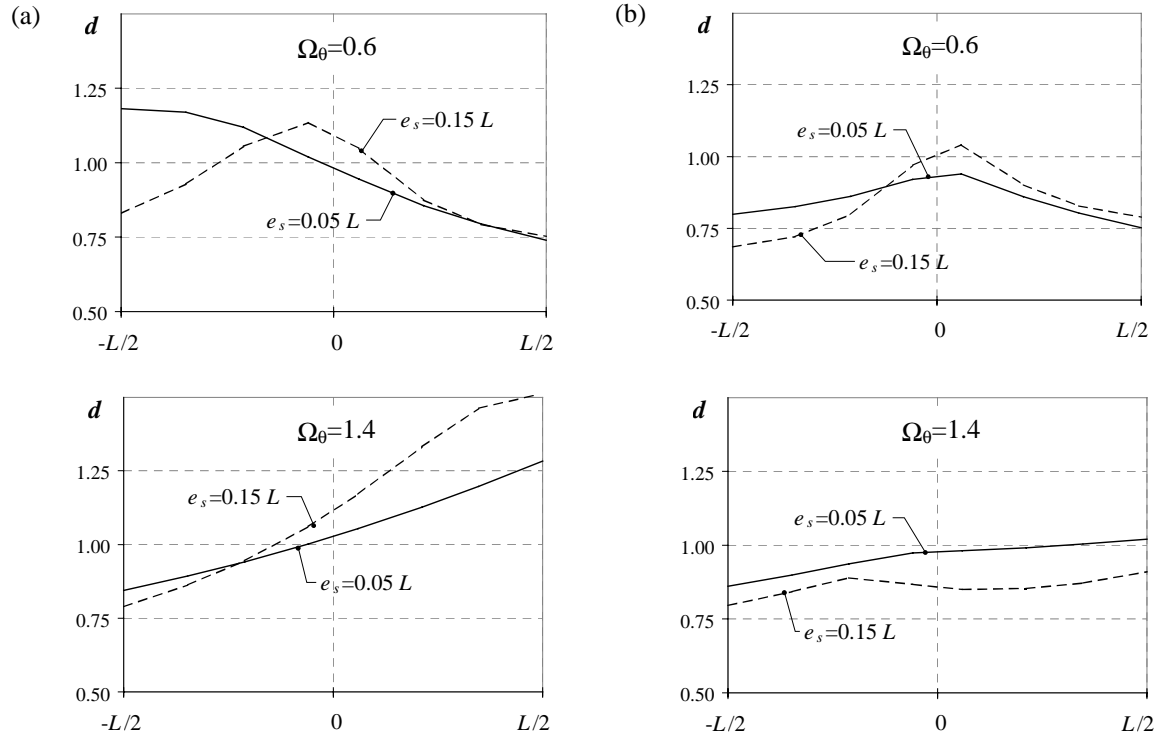 (a)
d
Ω_θ=0.6
1.25
1.00
0.75
0.50
e_s=0.15 L
e_s=0.05 L
-L/2
0
L/2
(b)
d
Ω_θ=0.6
1.25
1.00
0.75
0.50
e_s=0.05 L
e_s=0.15 L
-L/2
0
L/2
d
Ω_θ=1.4
1.25
1.00
0.75
0.50
e_s=0.15 L
e_s=0.05 L
-L/2
0
L/2
d
Ω_θ=1.4
1.25
1.00
0.75
0.50
e_s=0.05 L
e_s=0.15 L
-L/2
0
L/2